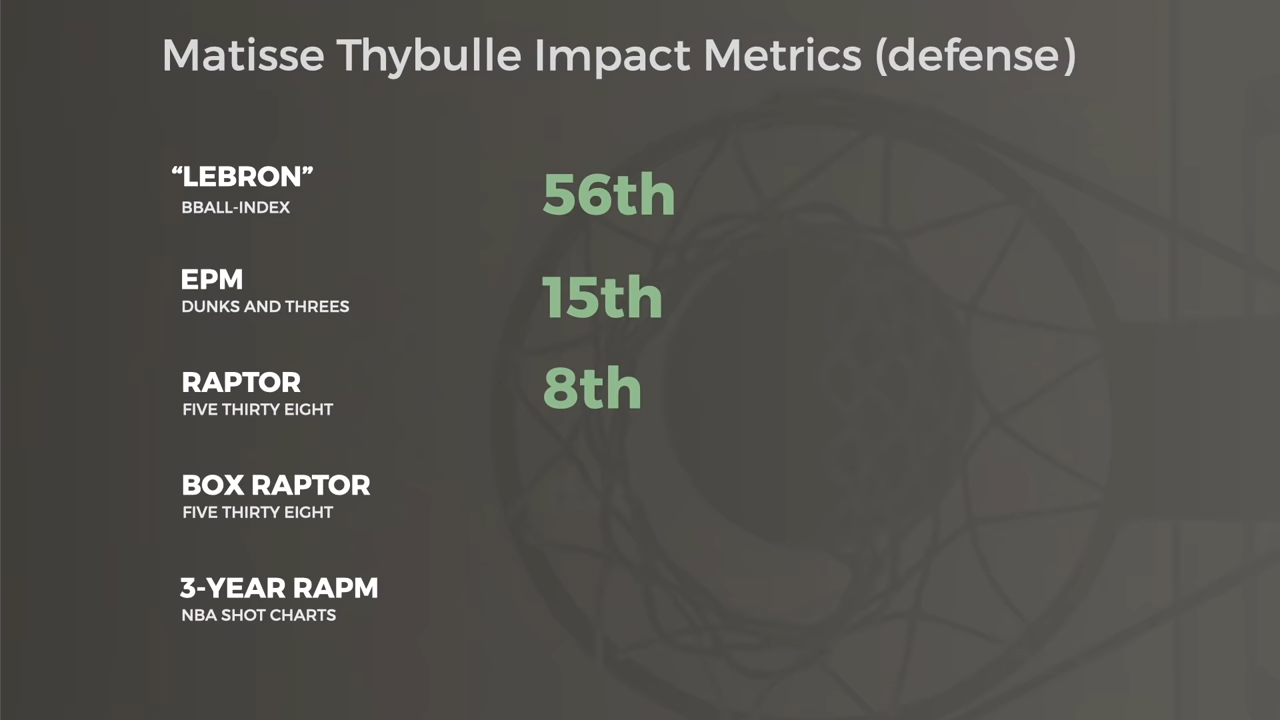 Matisse Thybulle Impact Metrics (defense)
“LEBRON”
BBALL-INDEX
56th
EPM
DUNKS AND THREES
15th
RAPTOR
FIVE THIRTY EIGHT
8th
BOX RAPTOR
FIVE THIRTY EIGHT
3-YEAR RAPM
NBA SHOT CHARTS